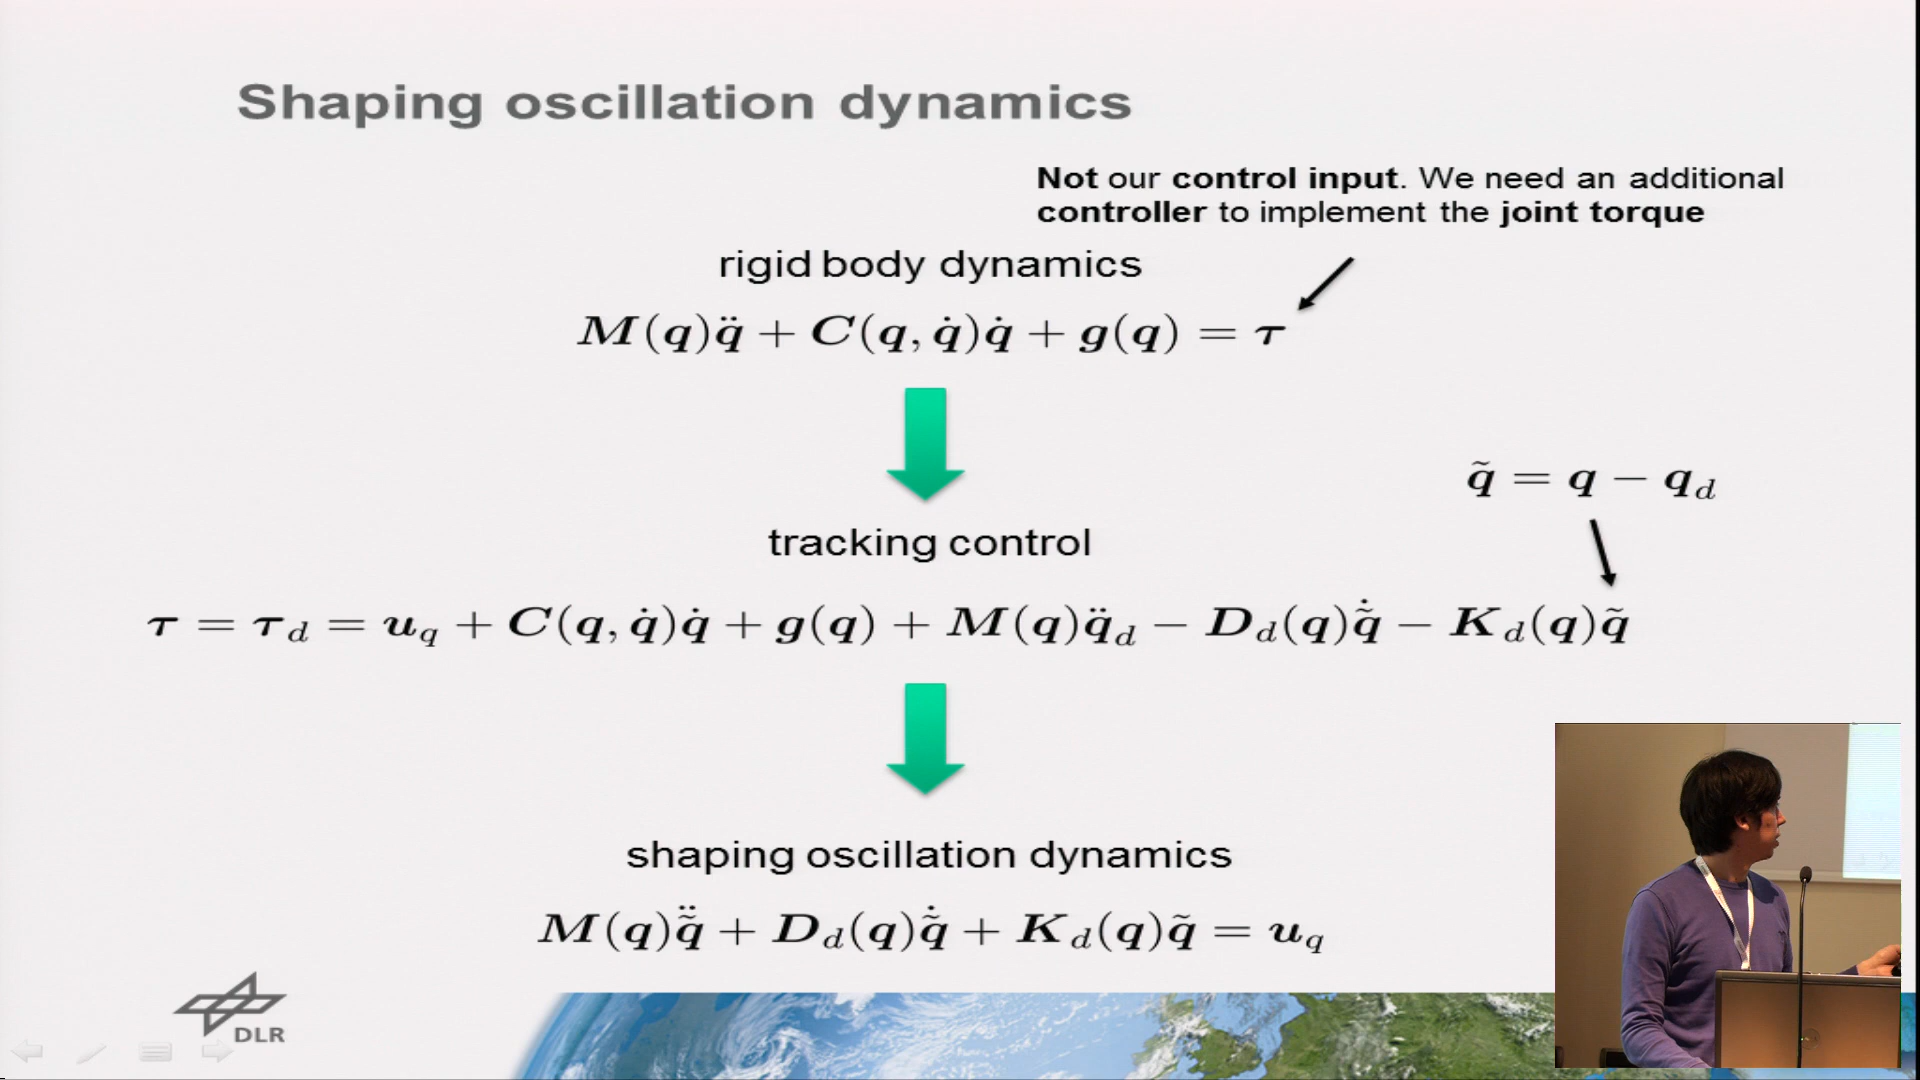 Shaping oscillation dynamics
Not our control input. We need an additional
controller to implement the joint torque
rigid body dynamics
M(q)q̈ + C(q, q̇)q̇ + g(q) = τ
q̃ = q − q_d
tracking control
τ = τ_d = u_q + C(q, q̇)q̇ + g(q) + M(q)q̈_d − D_d(q)q̃̇ − K_d(q)q̃
shaping oscillation dynamics
M(q)q̃̈ + D_d(q)q̃̇ + K_d(q)q̃ = u_q
DLR